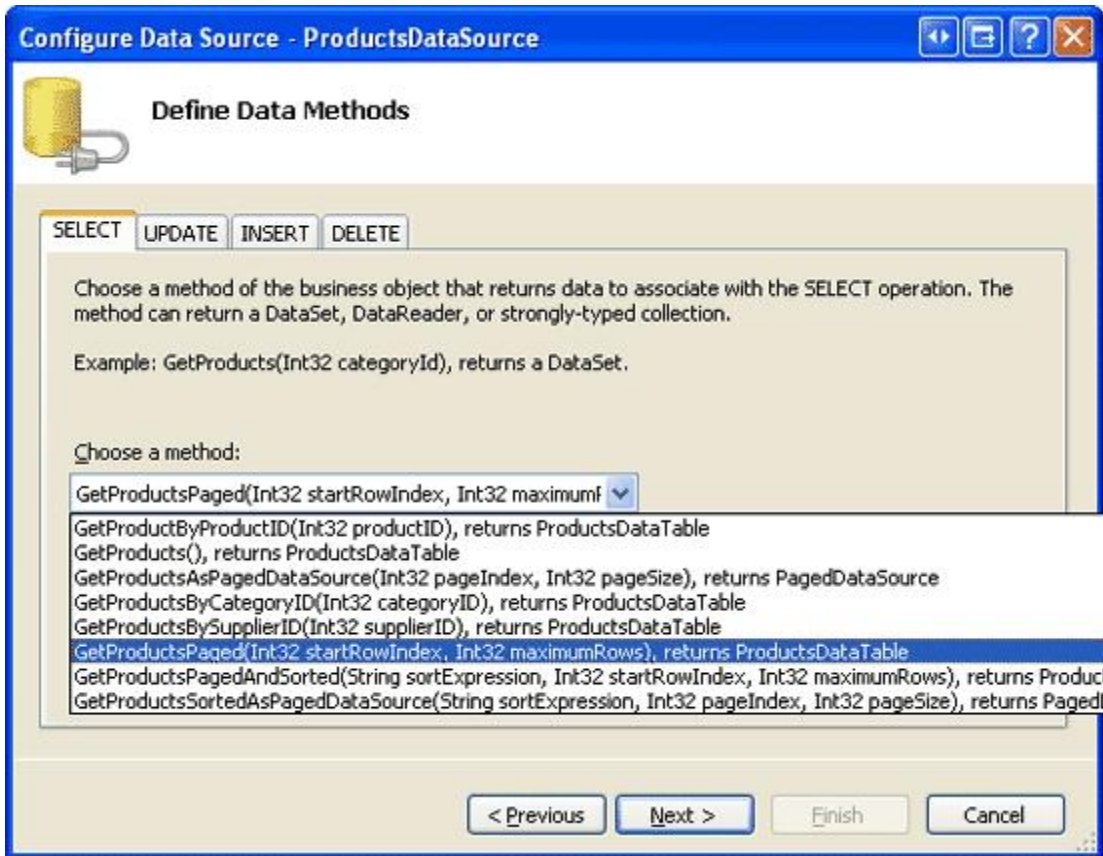 Configure Data Source - ProductsDataSource
Define Data Methods
SELECT UPDATE INSERT DELETE
Choose a method of the business object that returns data to associate with the SELECT operation. The
method can return a DataSet, DataReader, or strongly-typed collection.
Example: GetProducts(Int32 categoryId), returns a DataSet.
Choose a method:
GetProductsPaged(Int32 startRowIndex, Int32
GetProductByProductID(Int32 productID), returns ProductsDataTable
GetProducts(), returns ProductsDataTable
GetProductsAsPagedDataSource(Int32 pageIndex, Int32 pageSize), returns PagedDataSource
GetProductsByCategoryID(Int32 categoryID), returns ProductsDataTable
GetProductsBySupplierID(Int32 supplierID), returns ProductsDataTable
GetProductsPaged(Int32 startRowIndex, Int32 maximumRows), returns ProductsDataTable
GetProductsPagedAndSorted(String sortExpression, Int32 startRowIndex, Int32 maximumRows), returns
GetProductsSortedAsPagedDataSource(String sortExpression, Int32 pageIndex, Int32 pageSize), returns
< Previous Next > Finish Cancel